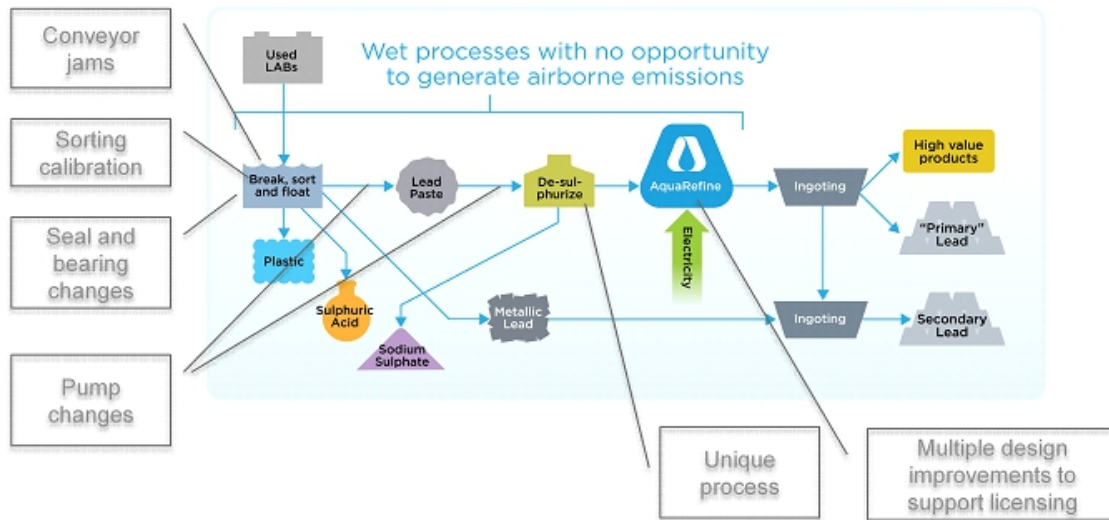 Conveyor
jams
Sorting
calibration
Seal and
bearing
changes
Pump
changes
Wet processes with no opportunity
to generate airborne emissions
Used
LABs
Break, sort
and float
Lead
Paste
De-sul-
phurize
AquaRefine
Ingoting
High value
products
"Primary"
Lead
Electricity
Plastic
Sulphuric
Acid
Sodium
Sulphate
Metallic
Lead
Ingoting
Secondary
Lead
Unique
process
Multiple design
improvements to
support licensing